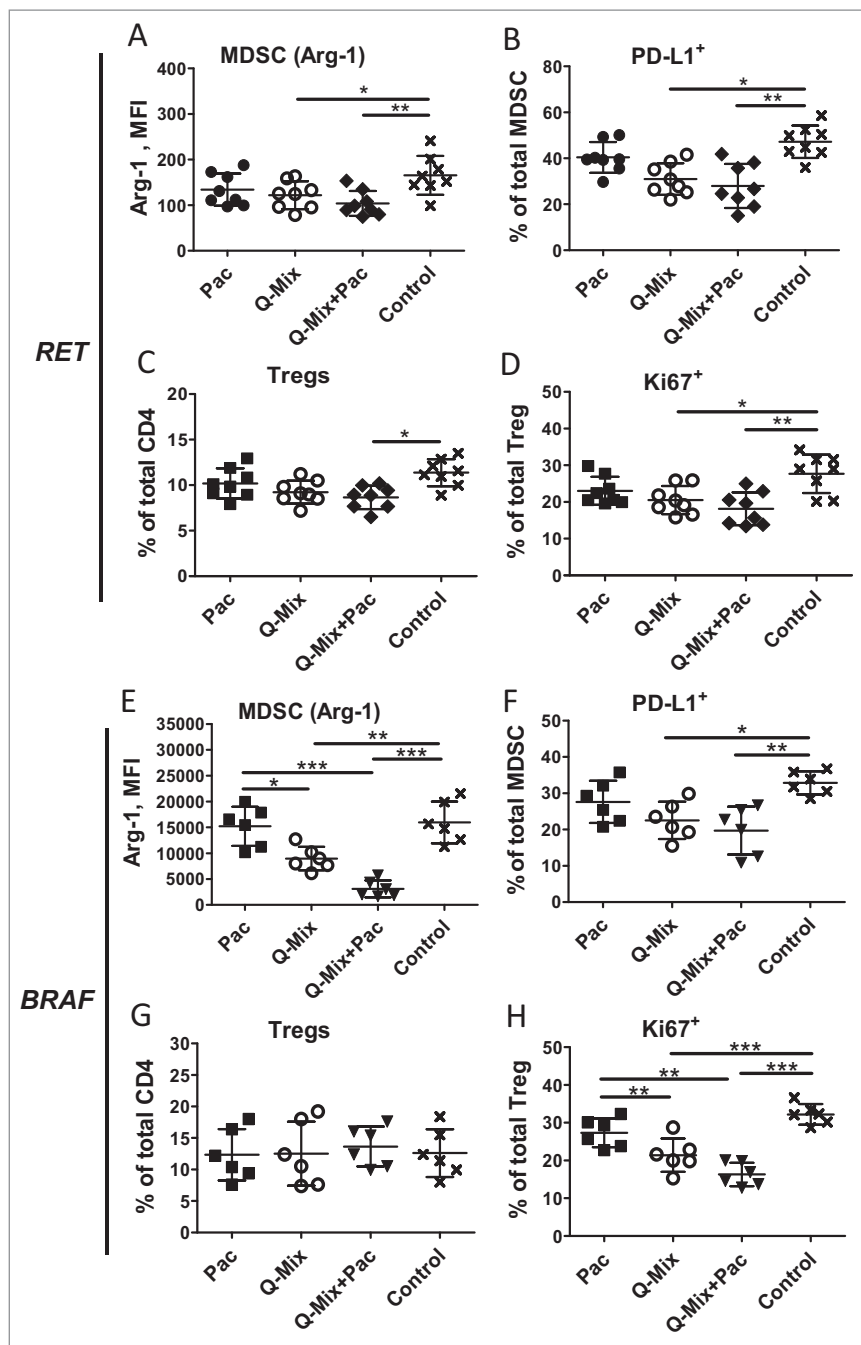 RET
A
MDSC (Arg-1)
Arg-1 , MFI
400
300
200
100
0
*
**
Pac
Q-Mix
Q-Mix+Pac
Control
B
PD-L1+
% of total MDSC
80
60
40
20
0
*
**
Pac
Q-Mix
Q-Mix+Pac
Control
C
Tregs
% of total CD4
20
15
10
5
0
*
Pac
Q-Mix
Q-Mix+Pac
Control
D
Ki67+
% of total Treg
50
40
30
20
10
0
*
**
Pac
Q-Mix
Q-Mix+Pac
Control
BRAF
E
MDSC (Arg-1)
Arg-1, MFI
35000
30000
25000
20000
15000
10000
5000
0
**
***
***
*
Pac
Q-Mix
Q-Mix+Pac
Control
F
PD-L1+
% of total MDSC
50
40
30
20
10
0
*
**
Pac
Q-Mix
Q-Mix+Pac
Control
G
Tregs
% of total CD4
30
25
20
15
10
5
0
Pac
Q-Mix
Q-Mix+Pac
Control
H
Ki67+
% of total Treg
50
40
30
20
10
0
***
**
***
**
Pac
Q-Mix
Q-Mix+Pac
Control